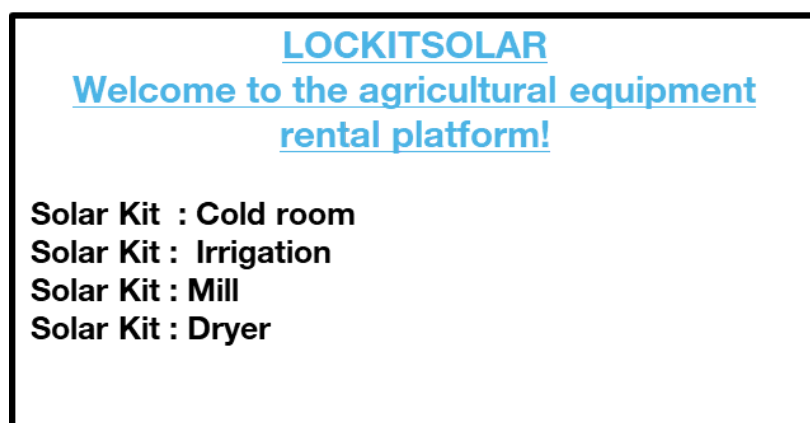 LOCKITSOLAR
Welcome to the agricultural equipment
rental platform!
Solar Kit  : Cold room
Solar Kit :  Irrigation
Solar Kit : Mill
Solar Kit : Dryer